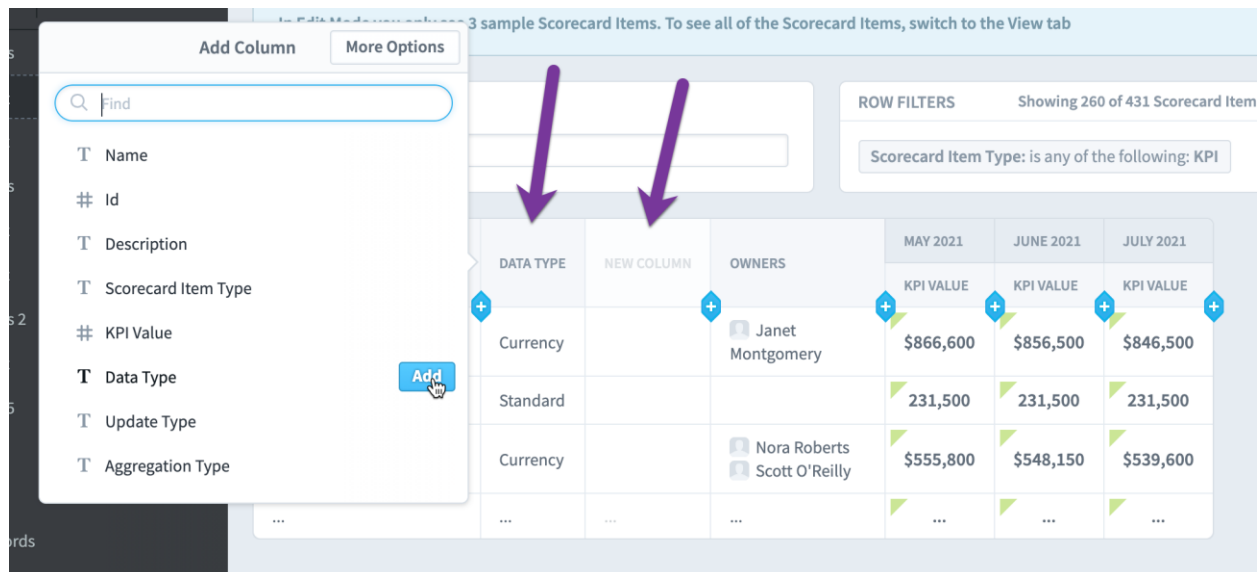 3 sample Scorecard Items. To see all of the Scorecard Items, switch to the View tab
Add Column
More Options
Find
Name
Id
Description
Scorecard Item Type
KPI Value
Data Type
Add
Update Type
Aggregation Type
ROW FILTERS
Showing 260 of 431 Scorecard Item
Scorecard Item Type: is any of the following: KPI
DATA TYPE
NEW COLUMN
OWNERS
MAY 2021
JUNE 2021
JULY 2021
KPI VALUE
KPI VALUE
KPI VALUE
Currency
Janet
Montgomery
$866,600
$856,500
$846,500
Standard
231,500
231,500
231,500
Currency
Nora Roberts
Scott O'Reilly
$555,800
$548,150
$539,600
... ... ... ... ... ... ...
s
s
s 2
5
ords